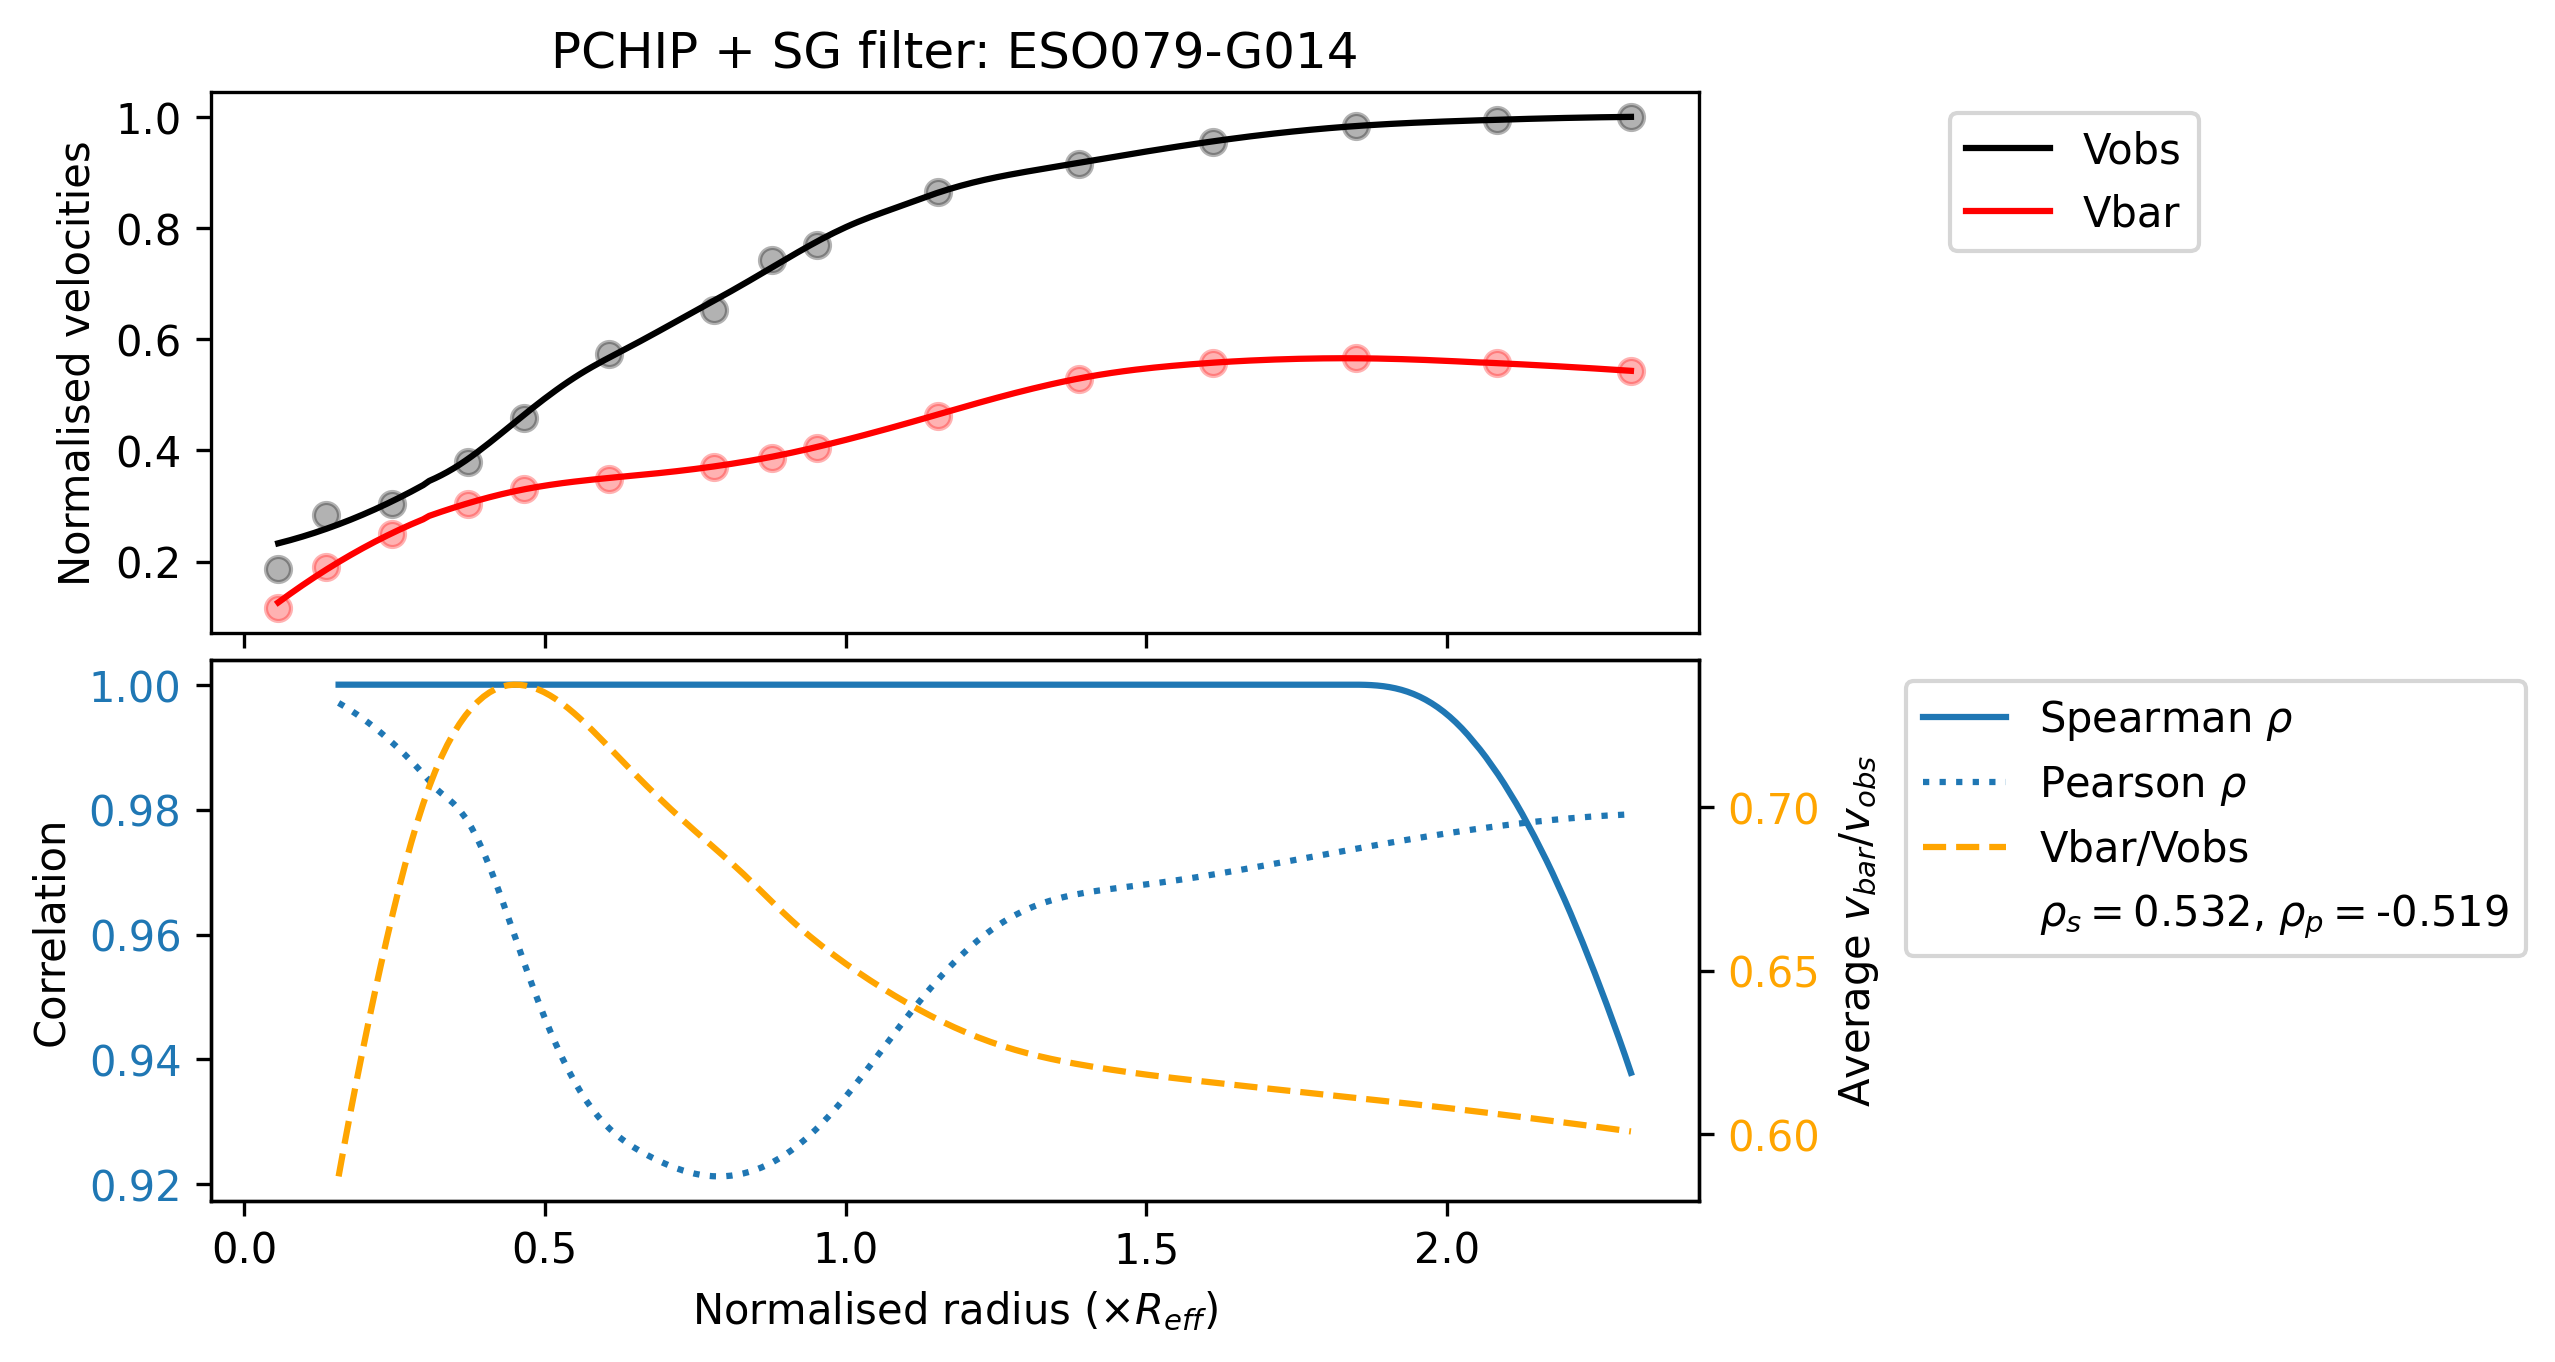 PCHIP + SG filter: ESO079-G014
Normalised velocities
1.0
0.8
0.6
0.4
0.2
Vobs
Vbar
Correlation
1.00
0.98
0.96
0.94
0.92
0.70
0.65
0.60
Average v_bar/v_obs
Spearman ρ
Pearson ρ
Vbar/Vobs
ρ_s = 0.532, ρ_p = -0.519
0.0 0.5 1.0 1.5 2.0
Normalised radius (×R_eff)